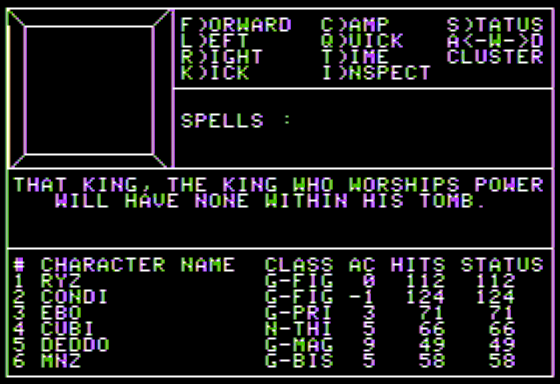 F)ORWARD C)AMP S)TATUS
L)EFT Q)UICK A<-W->D
R)IGHT T)IME CLUSTER
K)ICK I)NSPECT
SPELLS :
THAT KING, THE KING WHO WORSHIPS POWER
WILL HAVE NONE WITHIN HIS TOMB.
# CHARACTER NAME CLASS AC HITS STATUS
1 RYZ G-FIG 0 112 112
2 CONDI G-FIG -1 124 124
3 EBO G-PRI 3 71 71
4 CUBI N-THI 5 66 66
5 DEDDO G-MAG 9 49 49
6 MNZ G-BIS 5 58 58